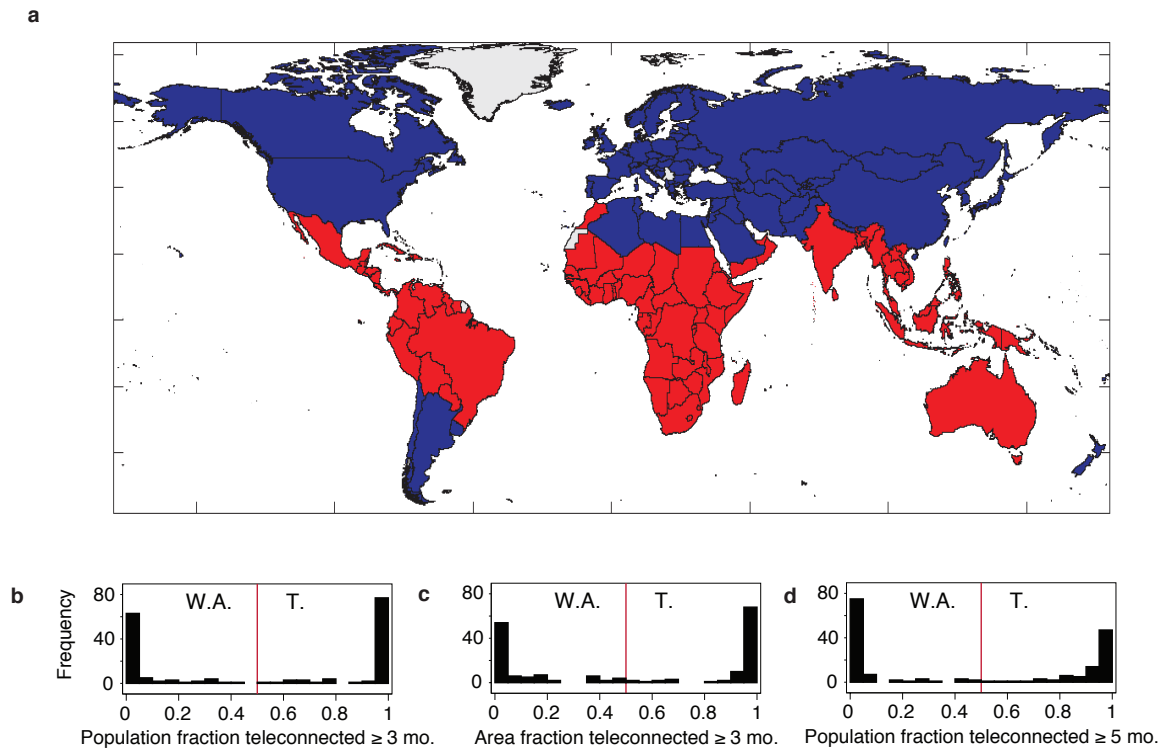 a
b
80
40
0
Frequency
W.A. T.
0 0.2 0.4 0.6 0.8 1
Population fraction teleconnected ≥ 3 mo.
c
80
40
0
W.A. T.
0 0.2 0.4 0.6 0.8 1
Area fraction teleconnected ≥ 3 mo.
d
80
40
0
W.A. T.
0 0.2 0.4 0.6 0.8 1
Population fraction teleconnected ≥ 5 mo.